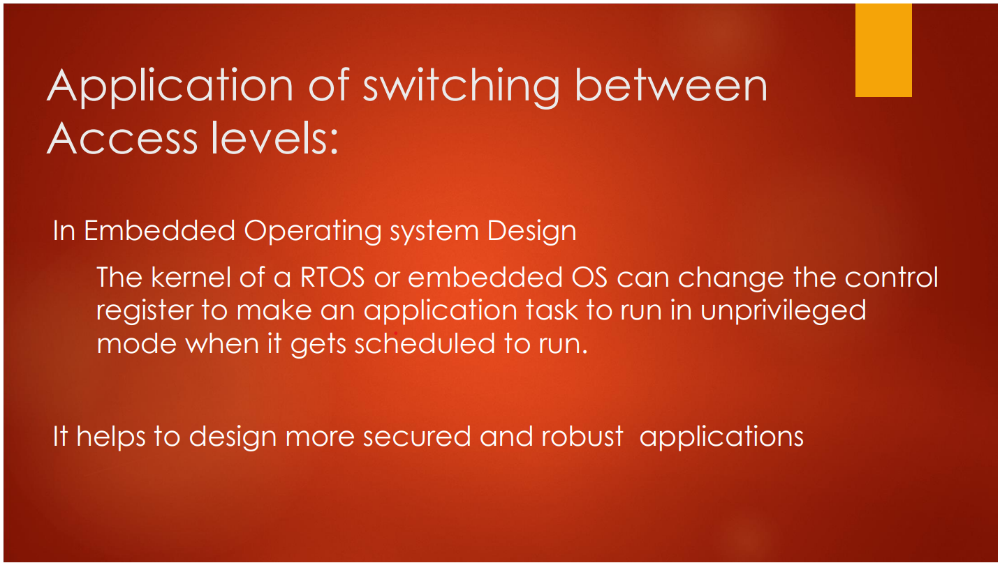 Application of switching between
Access levels:
In Embedded Operating system Design
The kernel of a RTOS or embedded OS can change the control
register to make an application task to run in unprivileged
mode when it gets scheduled to run.
It helps to design more secured and robust  applications